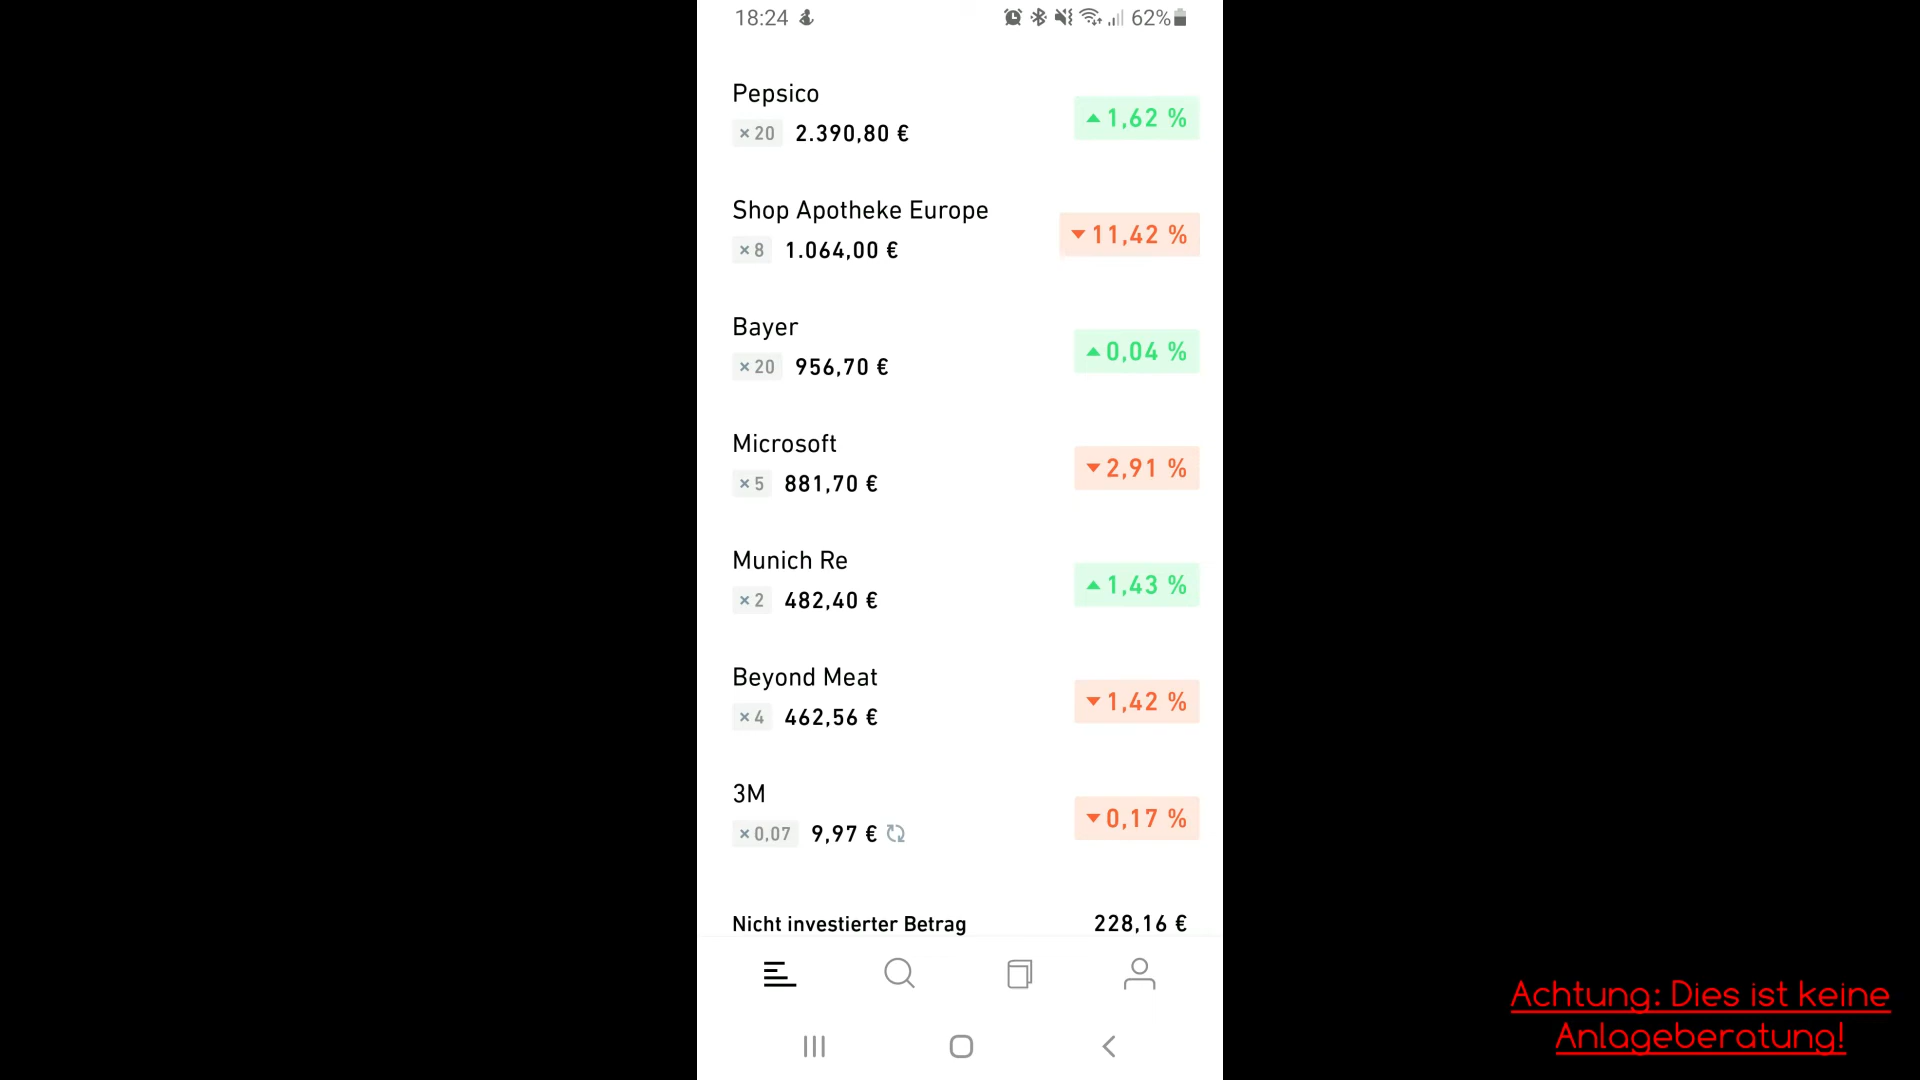 18:24 62%
Pepsico
× 20 2.390,80 € ▲ 1,62 %
Shop Apotheke Europe
× 8 1.064,00 € ▼ 11,42 %
Bayer
× 20 956,70 € ▲ 0,04 %
Microsoft
× 5 881,70 € ▼ 2,91 %
Munich Re
× 2 482,40 € ▲ 1,43 %
Beyond Meat
× 4 462,56 € ▼ 1,42 %
3M
× 0,07 9,97 € ▼ 0,17 %
Nicht investierter Betrag 228,16 €
Achtung: Dies ist keine
Anlageberatung!